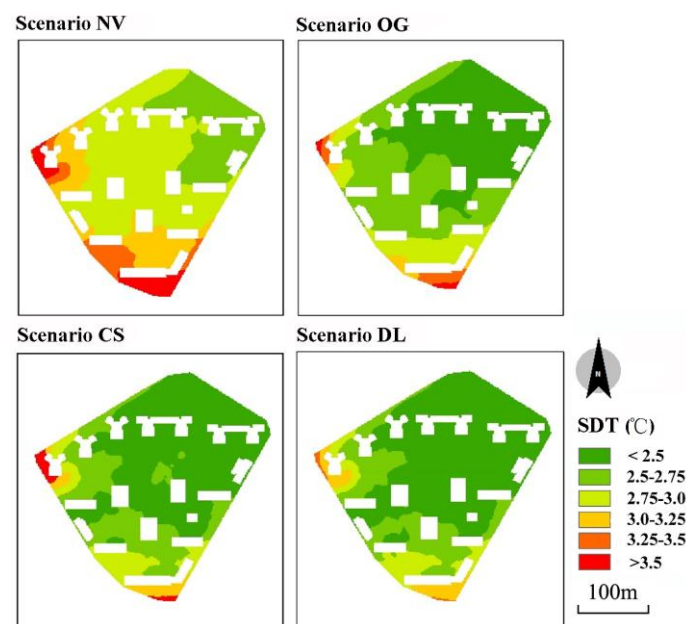 Scenario NV
Scenario OG
Scenario CS
Scenario DL
N
SDT (℃)
< 2.5
2.5-2.75
2.75-3.0
3.0-3.25
3.25-3.5
>3.5
100m